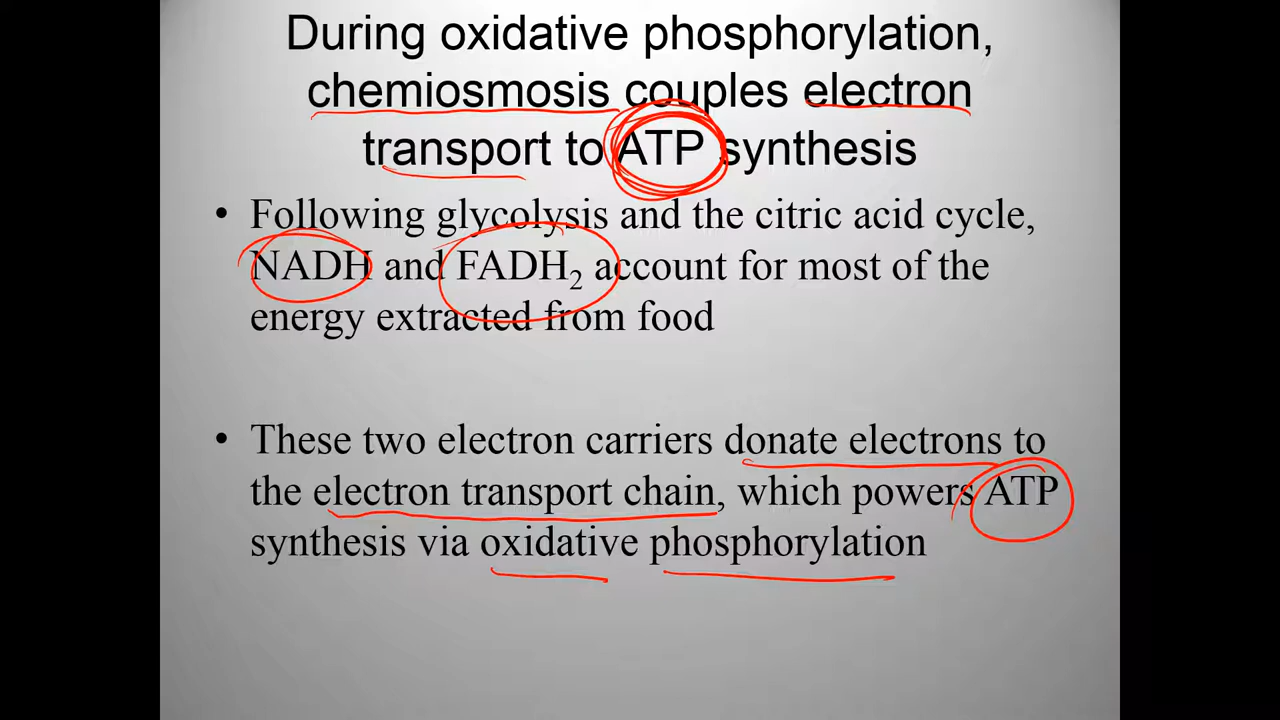 During oxidative phosphorylation,
chemiosmosis couples electron
transport to ATP synthesis
• Following glycolysis and the citric acid cycle,
NADH and FADH₂ account for most of the
energy extracted from food
• These two electron carriers donate electrons to
the electron transport chain, which powers ATP
synthesis via oxidative phosphorylation